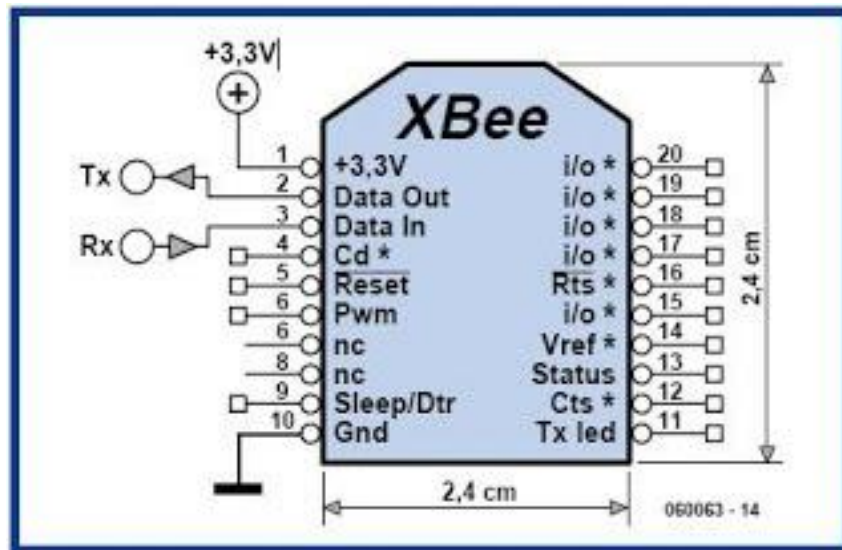 +3,3V
XBee
1 +3,3V
Tx
2 Data Out
3 Data In
Rx
4 Cd *
5 Reset
6 Pwm
6 nc
8 nc
9 Sleep/Dtr
10 Gnd
i/o * 20
i/o * 19
i/o * 18
i/o * 17
Rts * 16
i/o * 15
Vref * 14
Status 13
Cts * 12
Tx led 11
2,4 cm
2,4 cm
060063 - 14